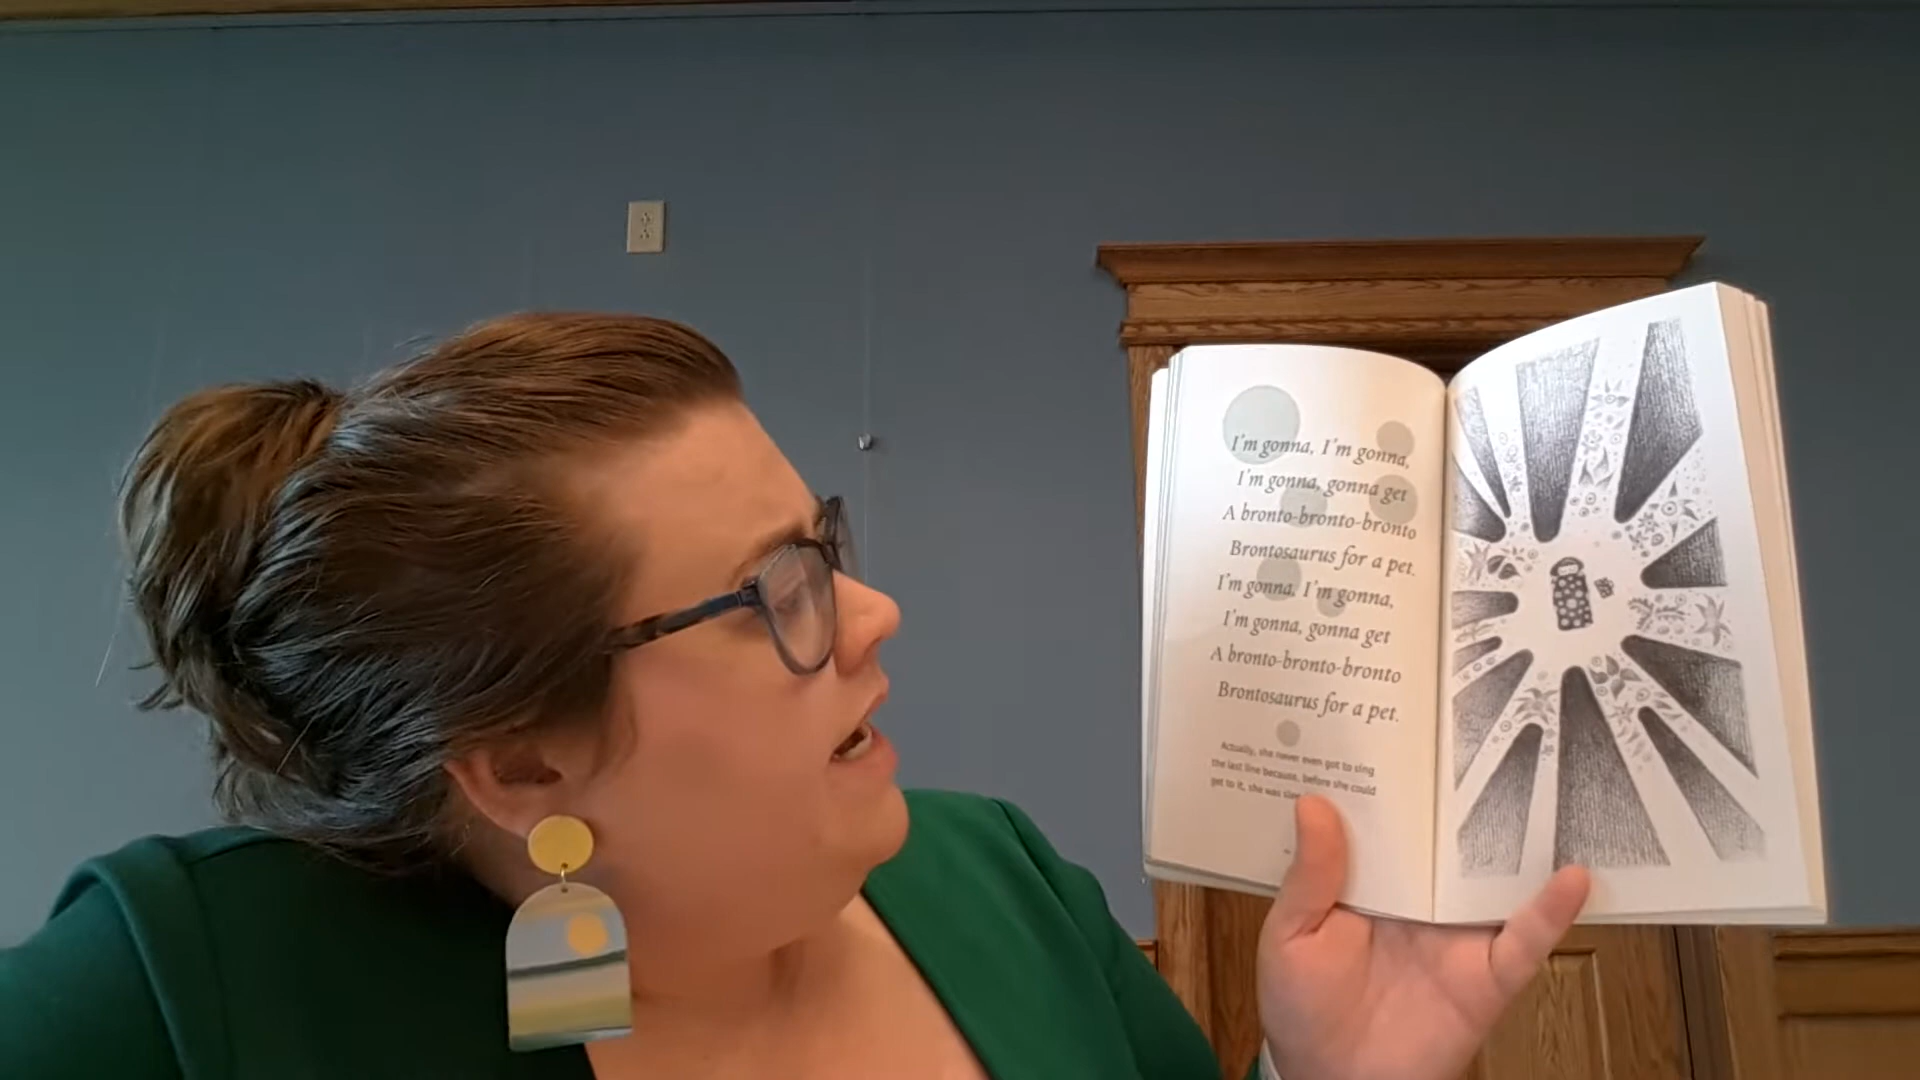 I'm gonna, I'm gonna,
I'm gonna, gonna get
A bronto-bronto-bronto
Brontosaurus for a pet.
I'm gonna, I'm gonna,
I'm gonna, gonna get
A bronto-bronto-bronto
Brontosaurus for a pet.
Actually, she never even got to sing
the last line because, before she could
get to it, she was